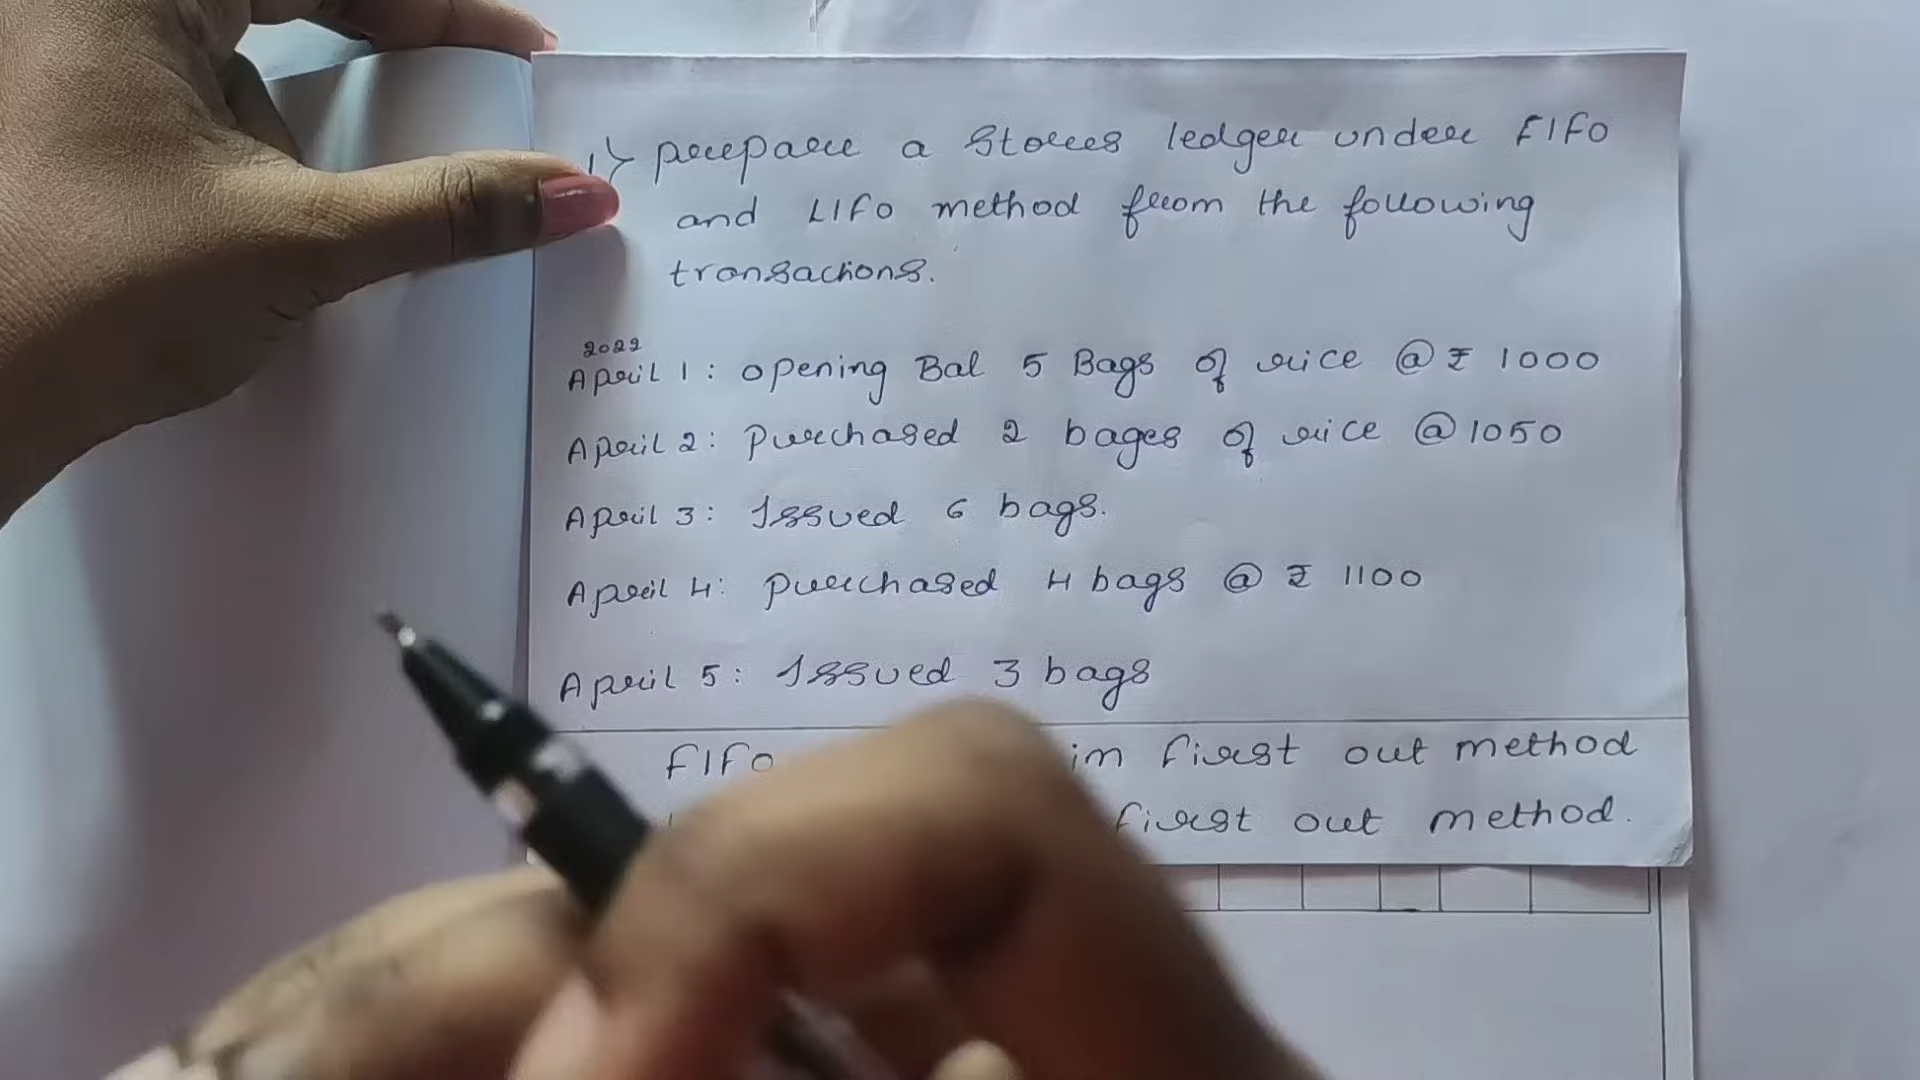 1) prepare a Stores ledger under FIFO
and LIFO method from the following
transactions.
2022
April 1 : opening Bal 5 Bags of rice @ ₹ 1000
April 2 : purchased 2 bages of rice @ 1050
April 3 : Issued 6 bags.
April 4 : purchased 4 bags @ ₹ 1100
April 5 : Issued 3 bags
FIFO in first out method
first out method.